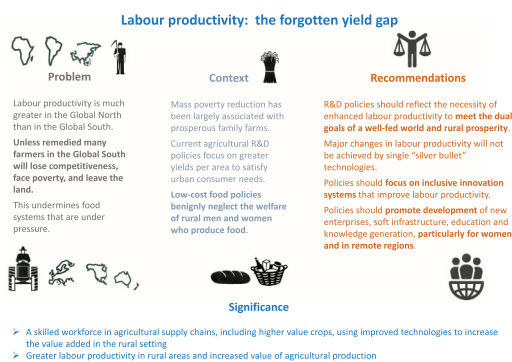 Labour productivity:  the forgotten yield gap
Problem
Labour productivity is much
greater in the Global North
than in the Global South.
Unless remedied many
farmers in the Global South
will lose competitiveness,
face poverty, and leave the
land.
This undermines food
systems that are under
pressure.
Context
Mass poverty reduction has
been largely associated with
prosperous family farms.
Current agricultural R&D
policies focus on greater
yields per area to satisfy
urban consumer needs.
Low-cost food policies
benignly neglect the welfare
of rural men and women
who produce food.
Recommendations
R&D policies should reflect the necessity of
enhanced labour productivity to meet the dual
goals of a well-fed world and rural prosperity.
Major changes in labour productivity will not
be achieved by single “silver bullet”
technologies.
Policies should focus on inclusive innovation
systems that improve labour productivity.
Policies should promote development of new
enterprises, soft infrastructure, education and
knowledge generation, particularly for women
and in remote regions.
Significance
➢ A skilled workforce in agricultural supply chains, including higher value crops, using improved technologies to increase
the value added in the rural setting
➢ Greater labour productivity in rural areas and increased value of agricultural production